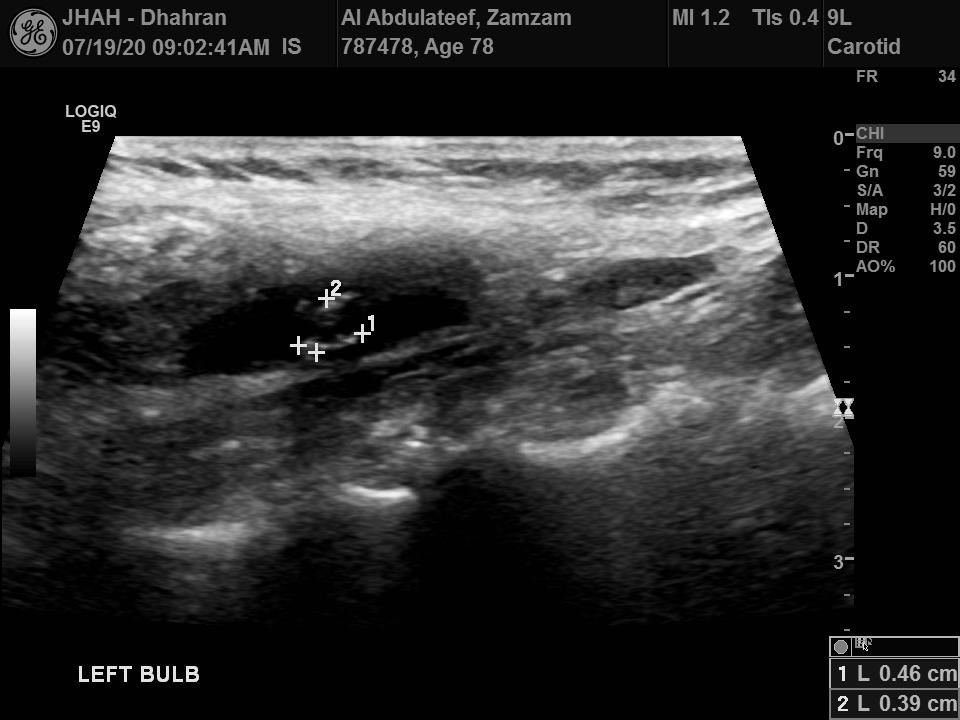 JHAH - Dhahran
07/19/20 09:02:41AM IS
Al Abdulateef, Zamzam
787478, Age 78
MI 1.2 TIs 0.4
9L
Carotid
FR 34
LOGIQ
E9
CHI
Frq 9.0
Gn 59
S/A 3/2
Map H/0
D 3.5
DR 60
AO% 100
0
1
2
3
2
1
LEFT BULB
1 L 0.46 cm
2 L 0.39 cm